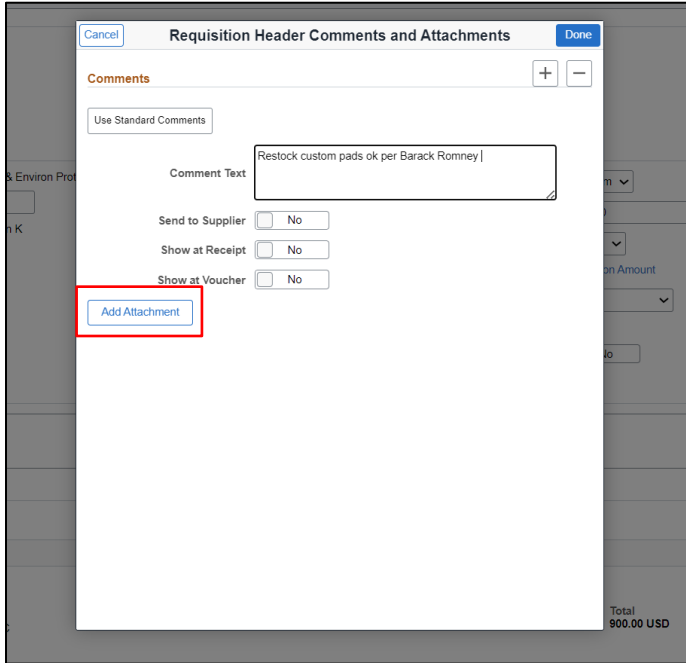 Cancel
Requisition Header Comments and Attachments
Done
Comments
+
−
Use Standard Comments
Comment Text
Restock custom pads ok per Barack Romney
Send to Supplier
No
Show at Receipt
No
Show at Voucher
No
Add Attachment
& Environ Prot
n K
m
on Amount
No
Total
900.00 USD